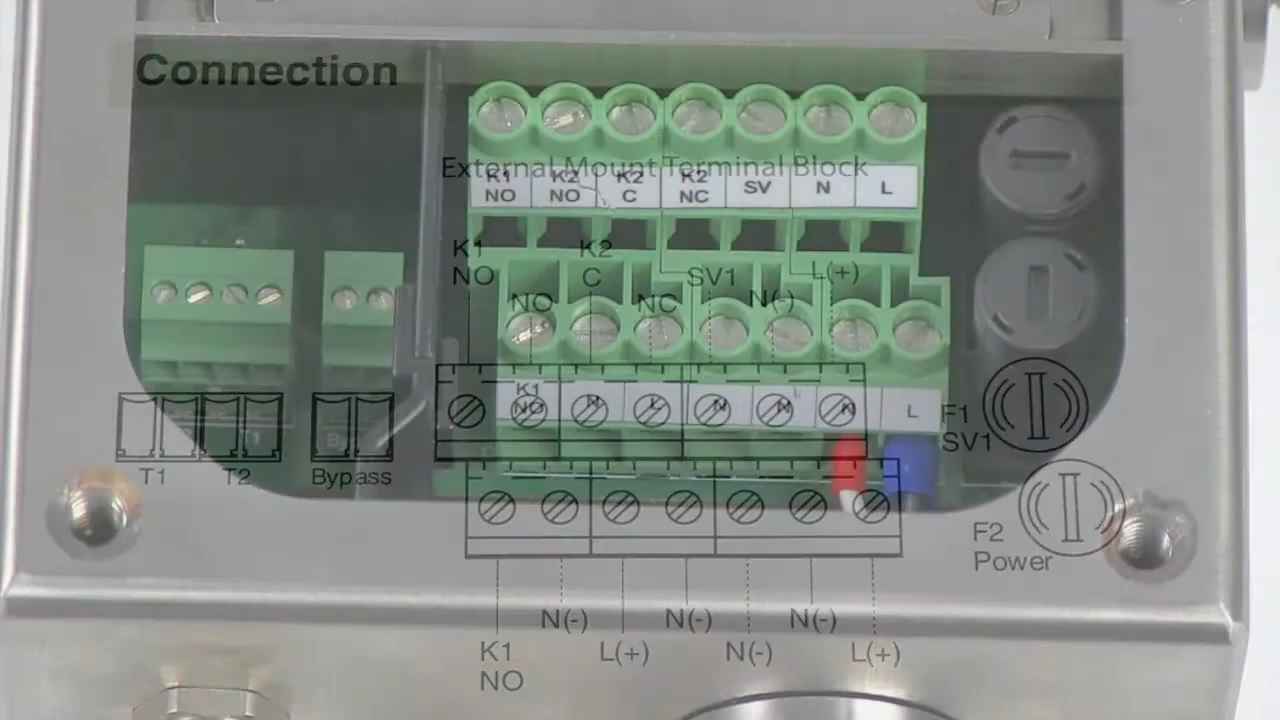 Connection
External Mount Terminal Block
K1 NO
K2 NO
K2 C
K2 NC
SV
N
L
K1 NO
K2 C
SV1
L(+)
NO
NC
N(-)
K1 NO
N
L
N
N
N
L
F1
SV1
T1
T2
Bypass
F2
Power
N(-)
N(-)
N(-)
K1 NO
L(+)
N(-)
L(+)